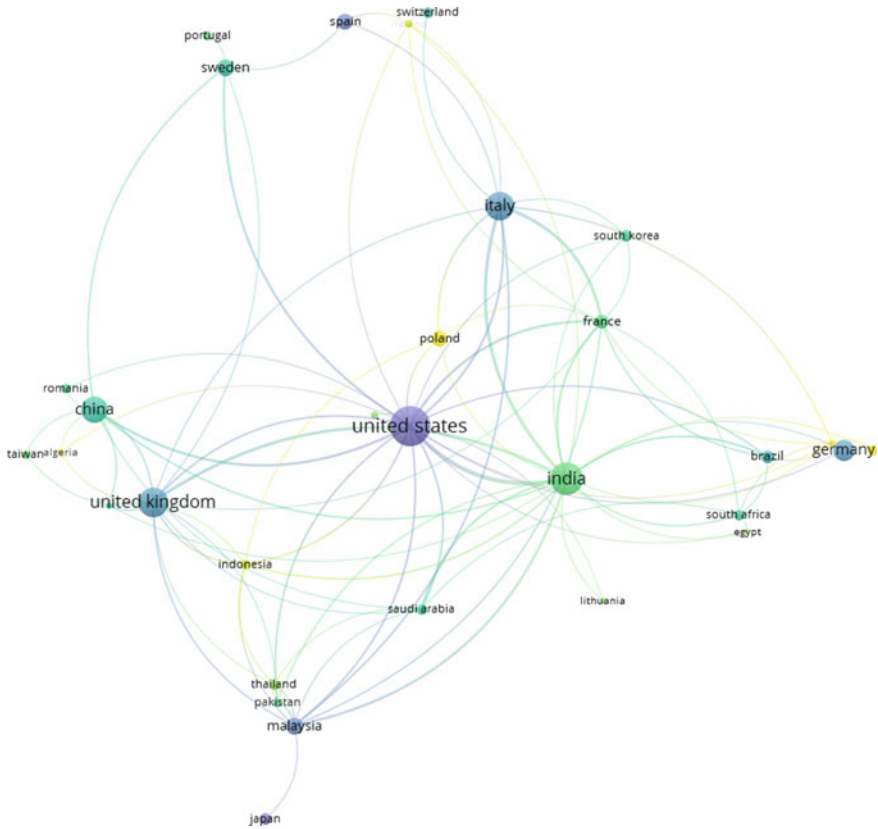 switzerland
spain
portugal
sweden
italy
south korea
france
poland
romania
china
united states
taiwan
algeria
india
brazil
germany
united kingdom
south africa
egypt
indonesia
lithuania
saudi arabia
thailand
pakistan
malaysia
japan